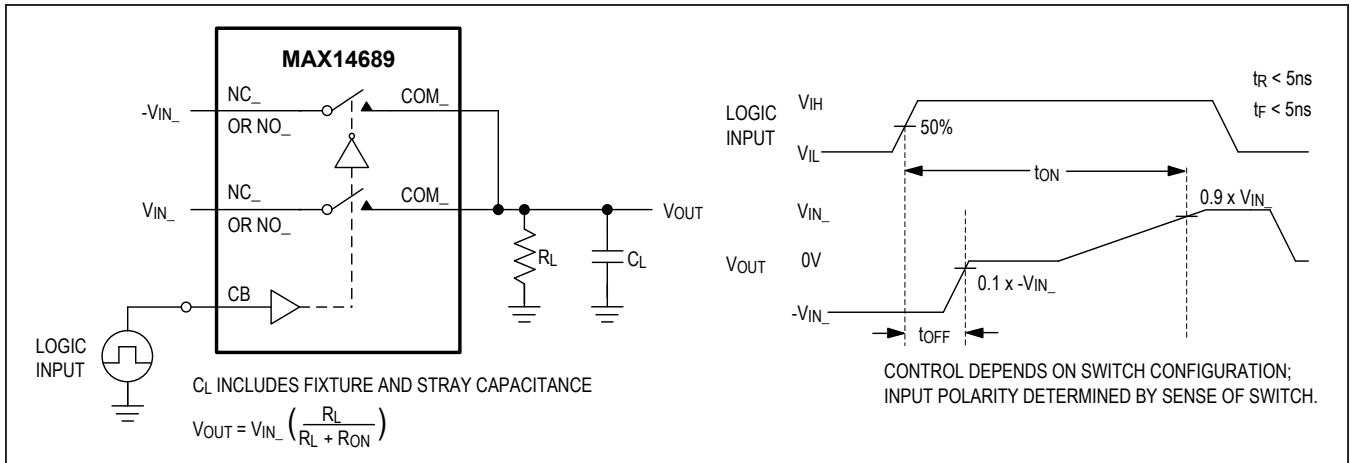 MAX14689
-VIN_
NC_
OR NO_
COM_
VIN_
NC_
OR NO_
COM_
VOUT
RL
CL
CB
LOGIC
INPUT
CL INCLUDES FIXTURE AND STRAY CAPACITANCE
VOUT = VIN_ ( RL / RL + RON )
LOGIC
INPUT
VIH
VIL
50%
tR < 5ns
tF < 5ns
tON
VIN_
0.9 x VIN_
VOUT
0V
0.1 x -VIN_
-VIN_
tOFF
CONTROL DEPENDS ON SWITCH CONFIGURATION;
INPUT POLARITY DETERMINED BY SENSE OF SWITCH.